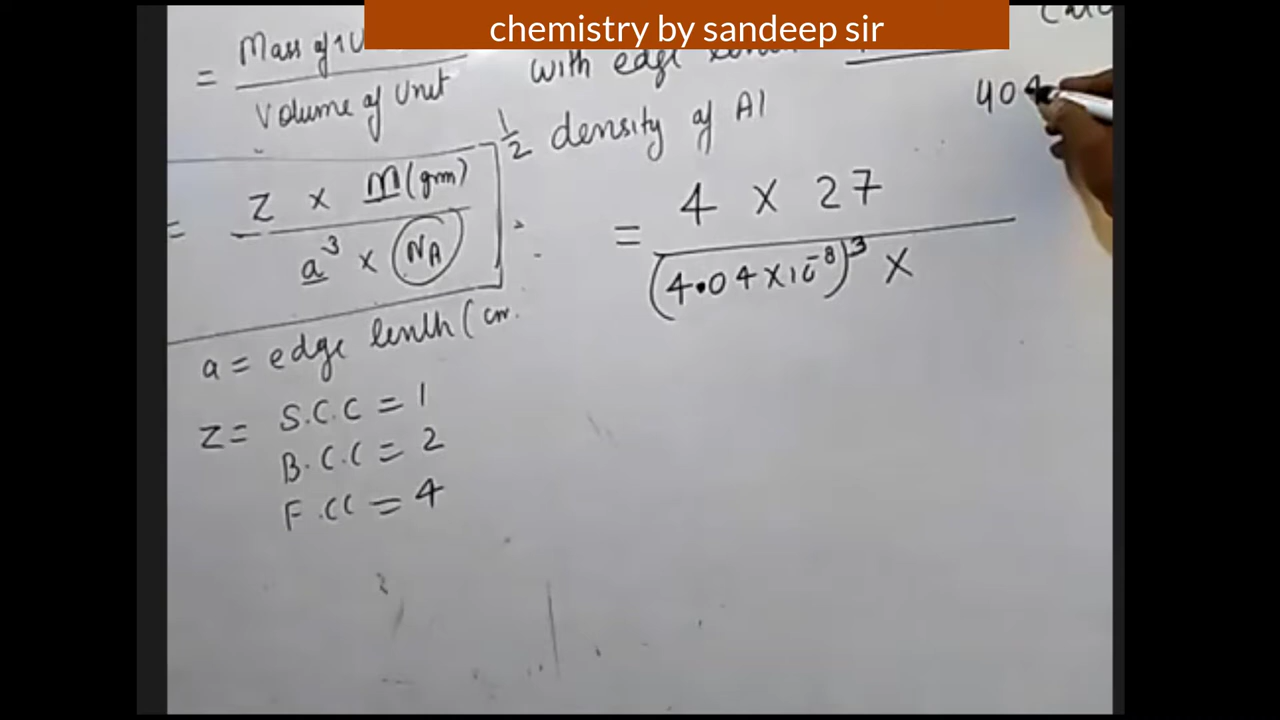 chemistry by sandeep sir
= Mass of 1 U
Volume of Unit
with edge
density of Al
404
= Z × M(gm)
a³ × NA
1/2
= 4 × 27
(4.04×10⁻⁸)³ ×
a = edge lenth (cm.
Z = S.C.C = 1
B.C.C = 2
F.CC = 4